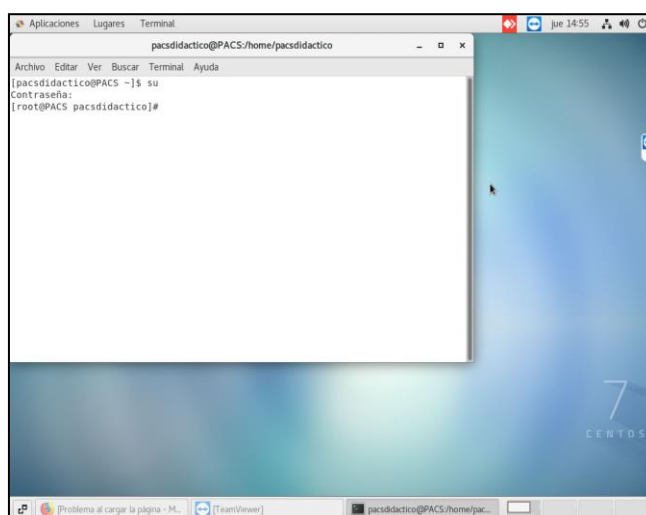 Aplicaciones Lugares Terminal jue 14:55
pacsdidactico@PACS:/home/pacsdidactico
Archivo Editar Ver Buscar Terminal Ayuda
[pacsdidactico@PACS ~]$ su
Contraseña:
[root@PACS pacsdidactico]#
7
CENTOS
[Problema al cargar la página - M... [TeamViewer] pacsdidactico@PACS:/home/pac...